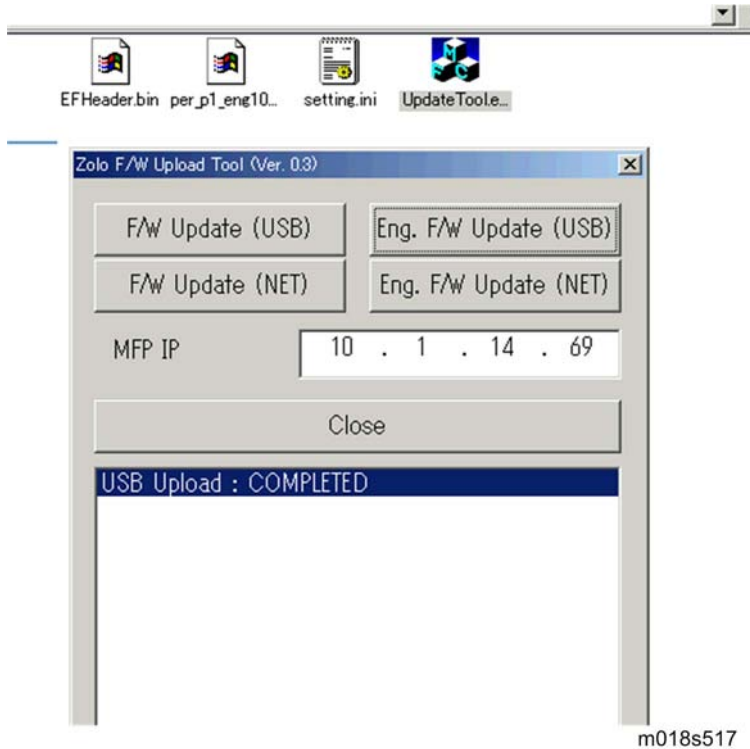 EFHeader.bin per_p1_eng10... setting.ini UpdateTool.e...
Zolo F/W Upload Tool (Ver. 0.3)
F/W Update (USB) Eng. F/W Update (USB)
F/W Update (NET) Eng. F/W Update (NET)
MFP IP 10 . 1 . 14 . 69
Close
USB Upload : COMPLETED
m018s517